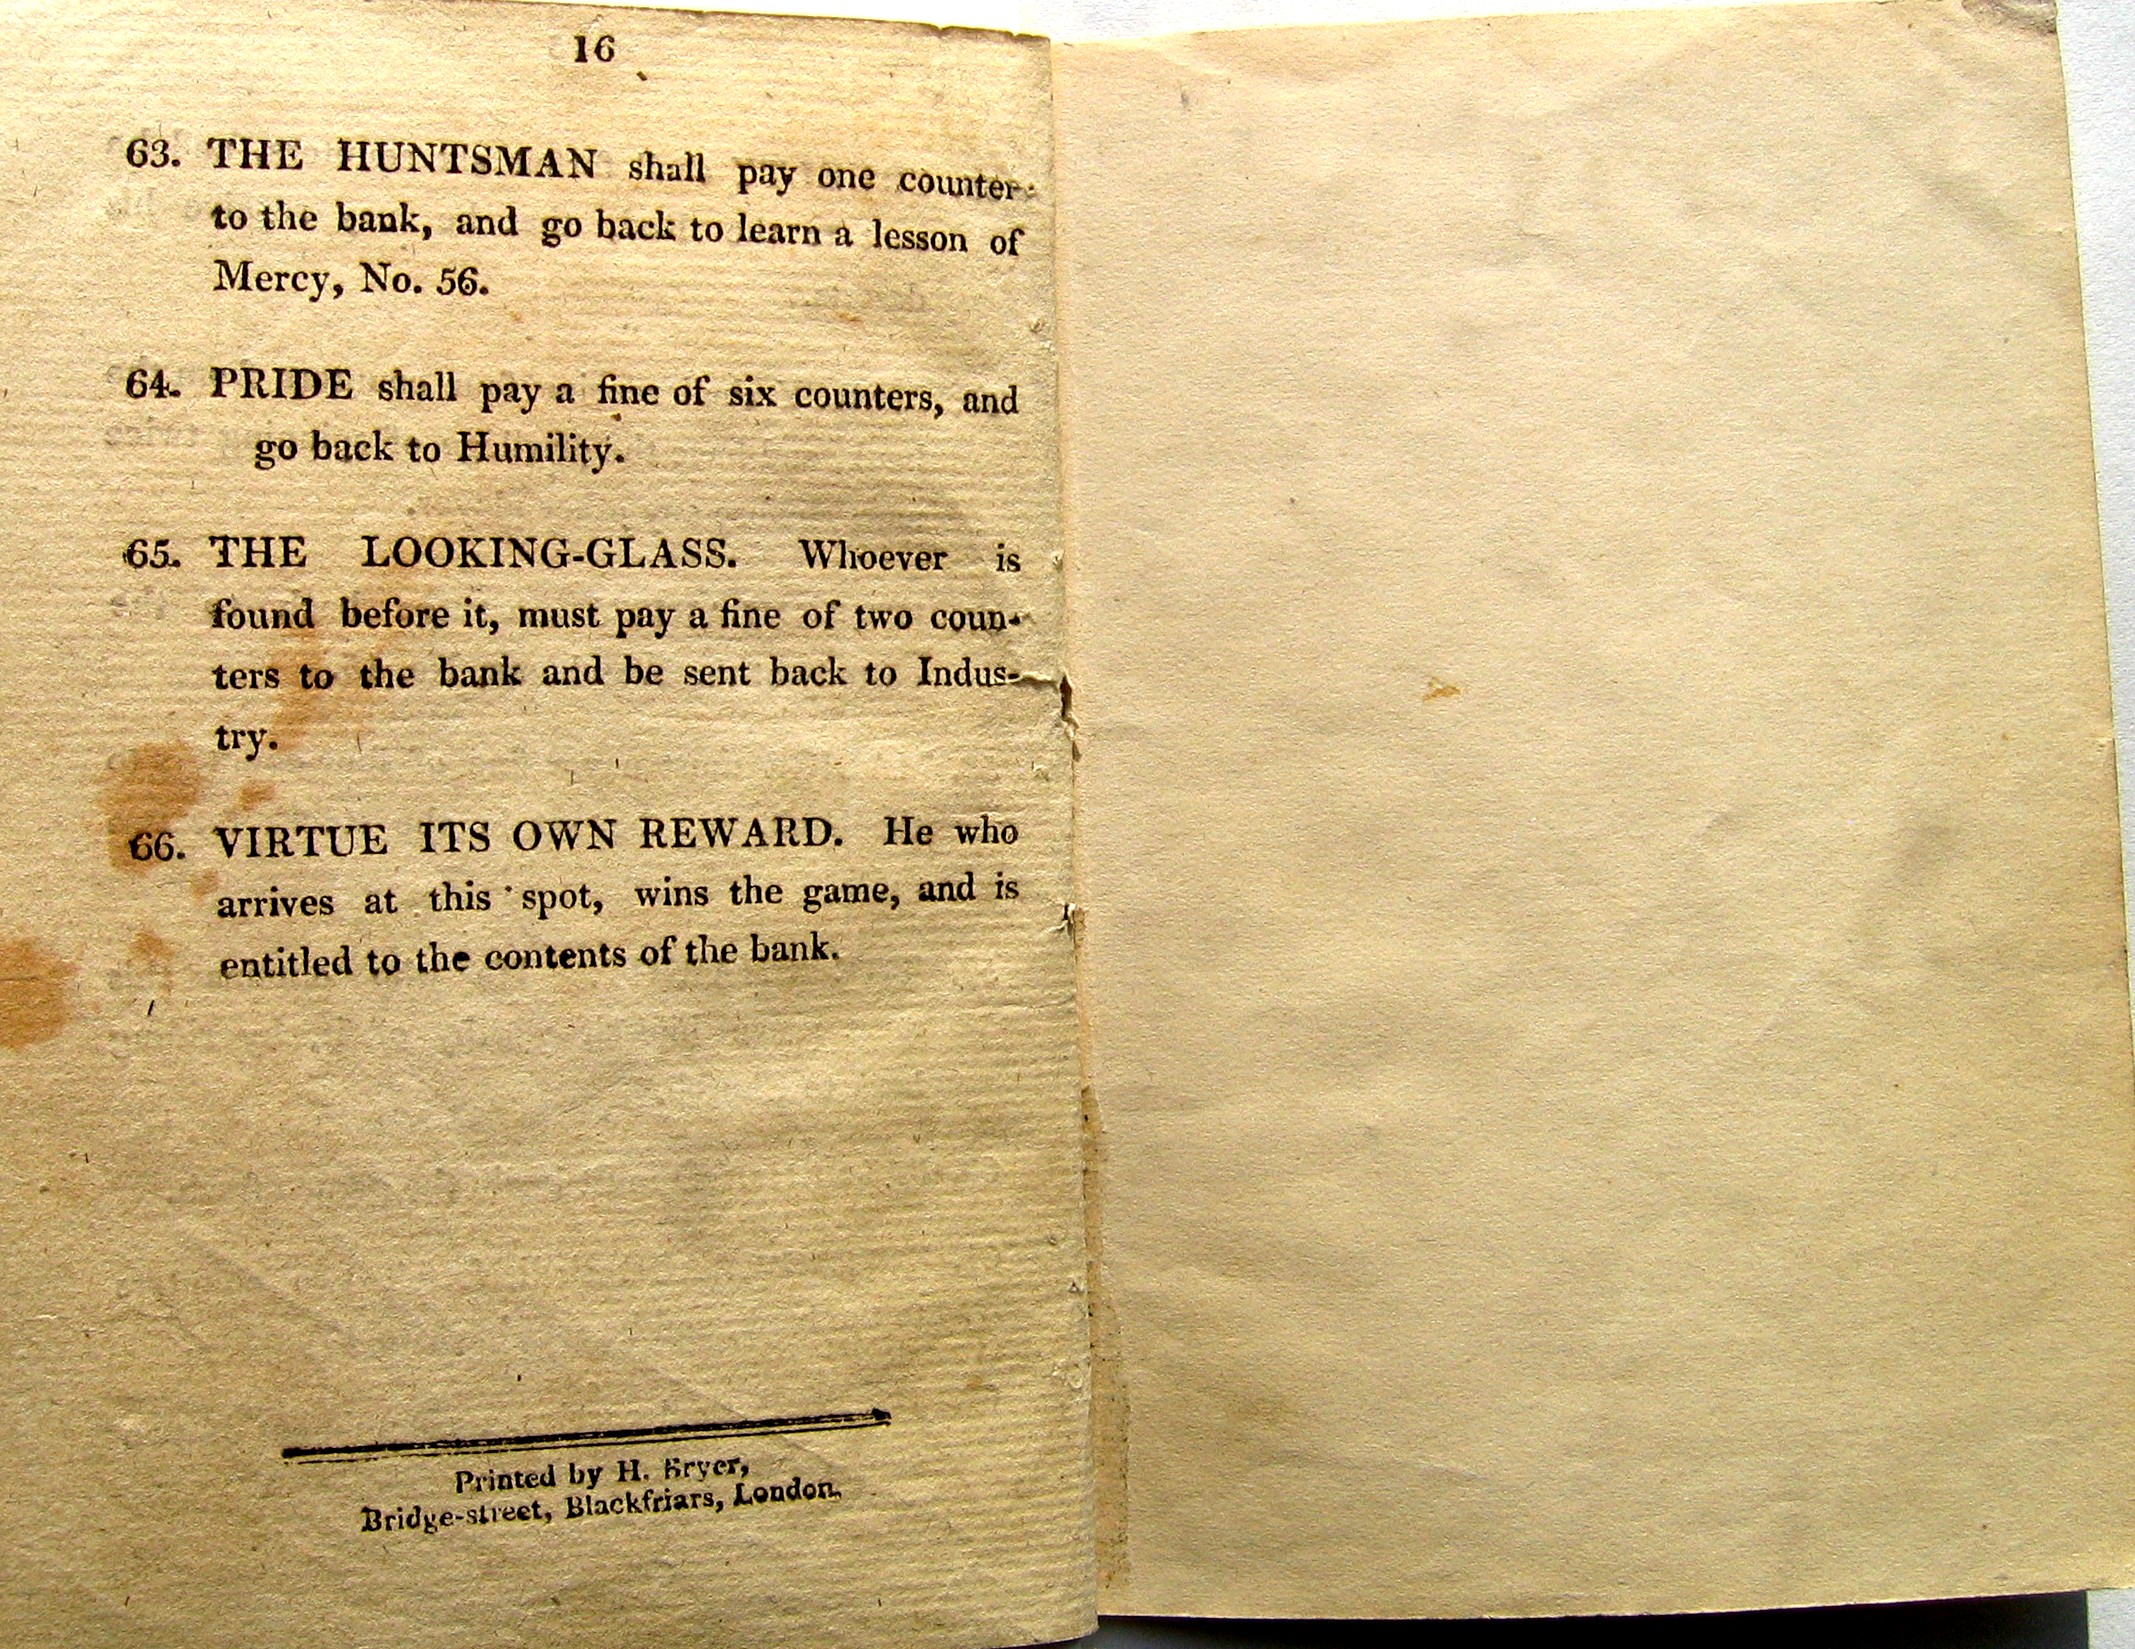 16
63. THE HUNTSMAN shall pay one counter
to the bank, and go back to learn a lesson of
Mercy, No. 56.
64. PRIDE shall pay a fine of six counters, and
go back to Humility.
65. THE LOOKING-GLASS. Whoever is
found before it, must pay a fine of two coun-
ters to the bank and be sent back to Indus-
try.
66. VIRTUE ITS OWN REWARD. He who
arrives at this spot, wins the game, and is
entitled to the contents of the bank.
Printed by H. Bryer,
Bridge-street, Blackfriars, London.